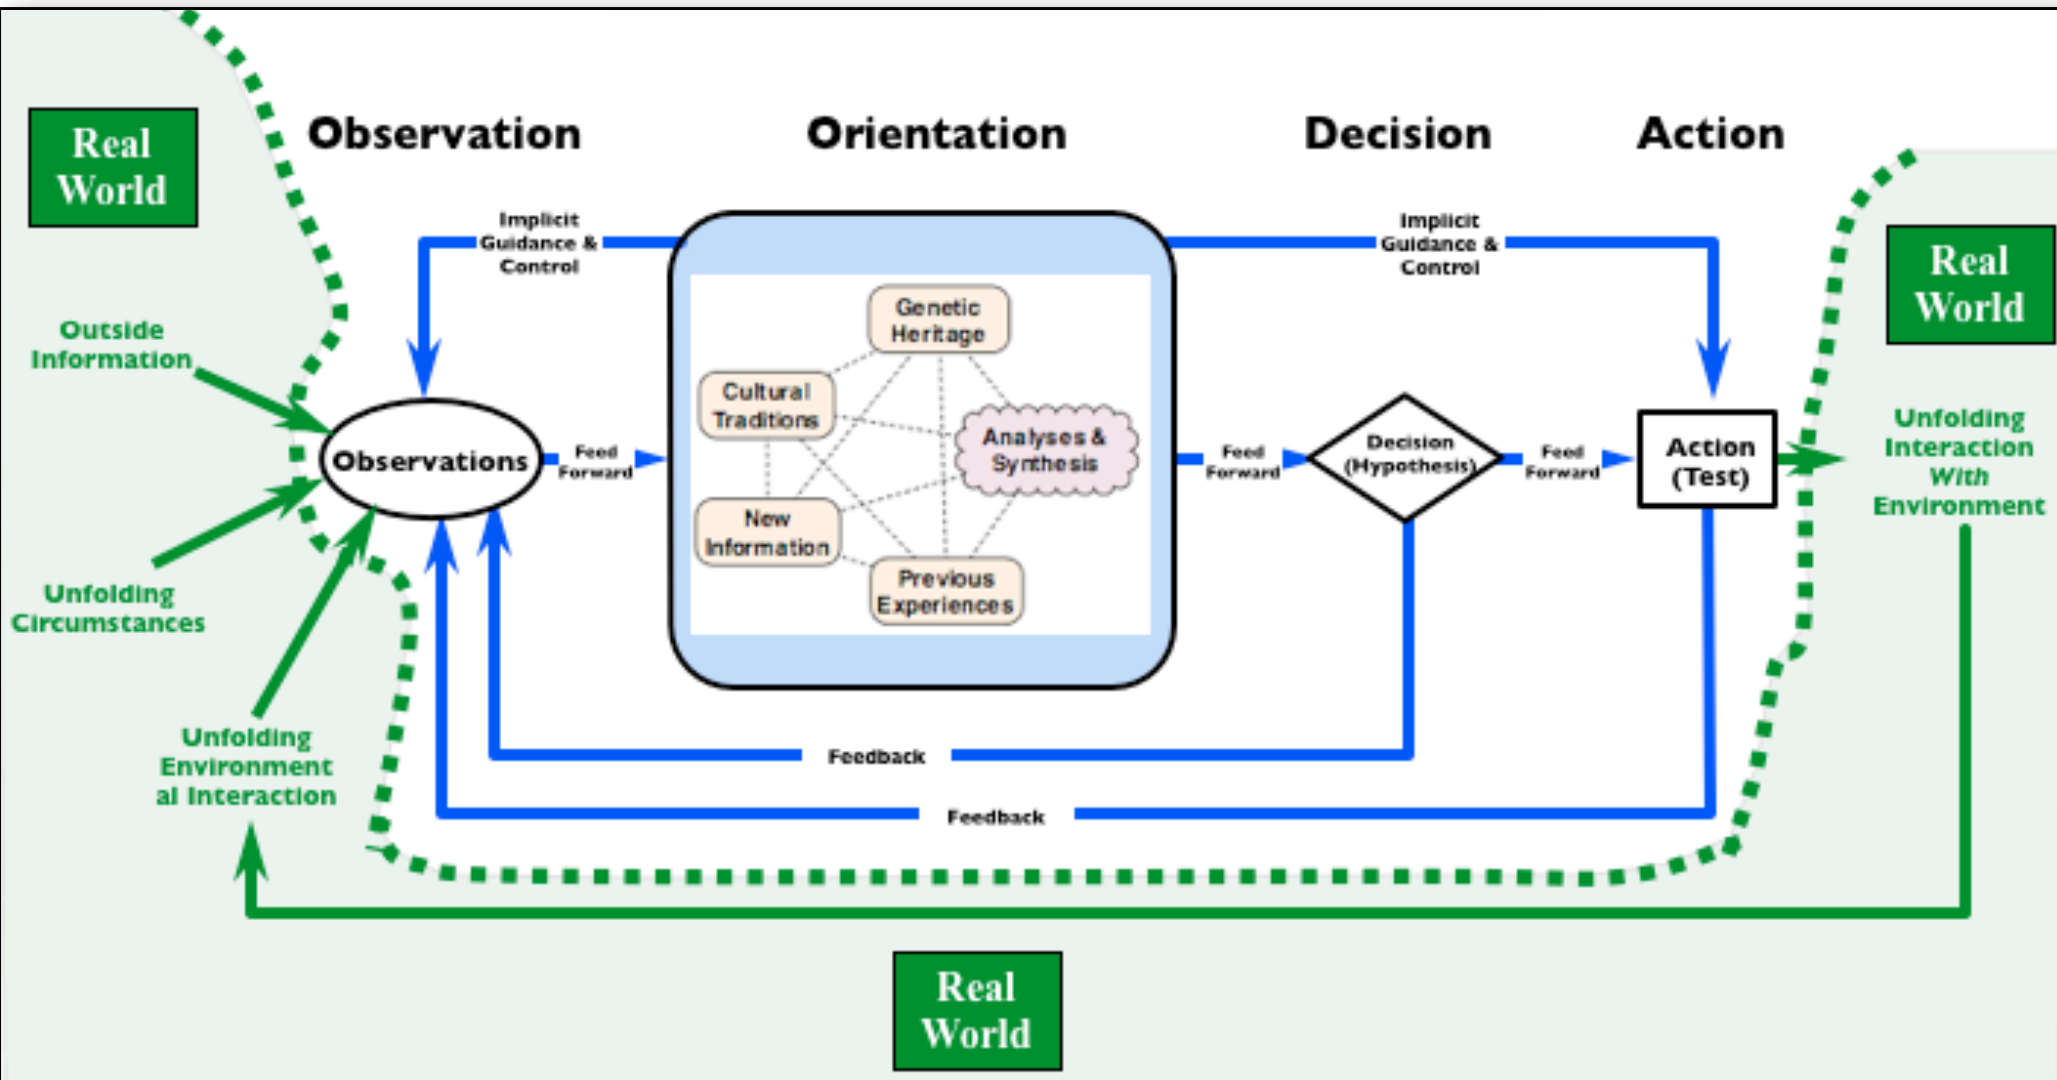 Real
World
Observation
Orientation
Decision
Action
Real
World
Implicit
Guidance &
Control
Implicit
Guidance &
Control
Outside
Information
Genetic
Heritage
Cultural
Traditions
Analyses &
Synthesis
New
Information
Previous
Experiences
Observations
Feed
Forward
Feed
Forward
Decision
(Hypothesis)
Feed
Forward
Action
(Test)
Unfolding
Interaction
With
Environment
Unfolding
Circumstances
Unfolding
Environment
al Interaction
Feedback
Feedback
Real
World